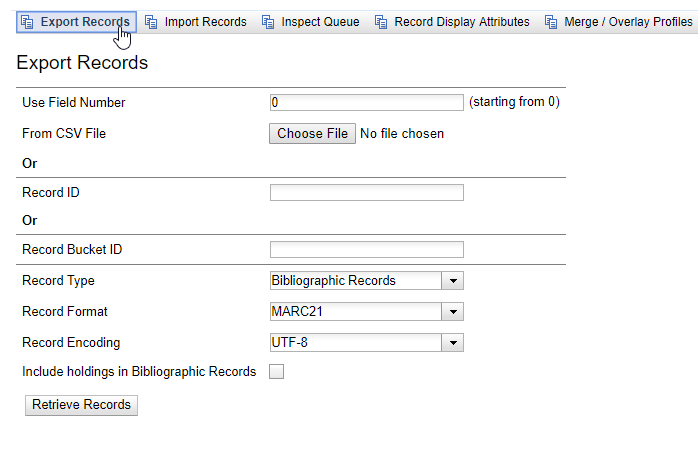 Export Records Import Records Inspect Queue Record Display Attributes Merge / Overlay Profiles
Export Records
Use Field Number 0 (starting from 0)
From CSV File Choose File No file chosen
Or
Record ID
Or
Record Bucket ID
Record Type Bibliographic Records
Record Format MARC21
Record Encoding UTF-8
Include holdings in Bibliographic Records
Retrieve Records